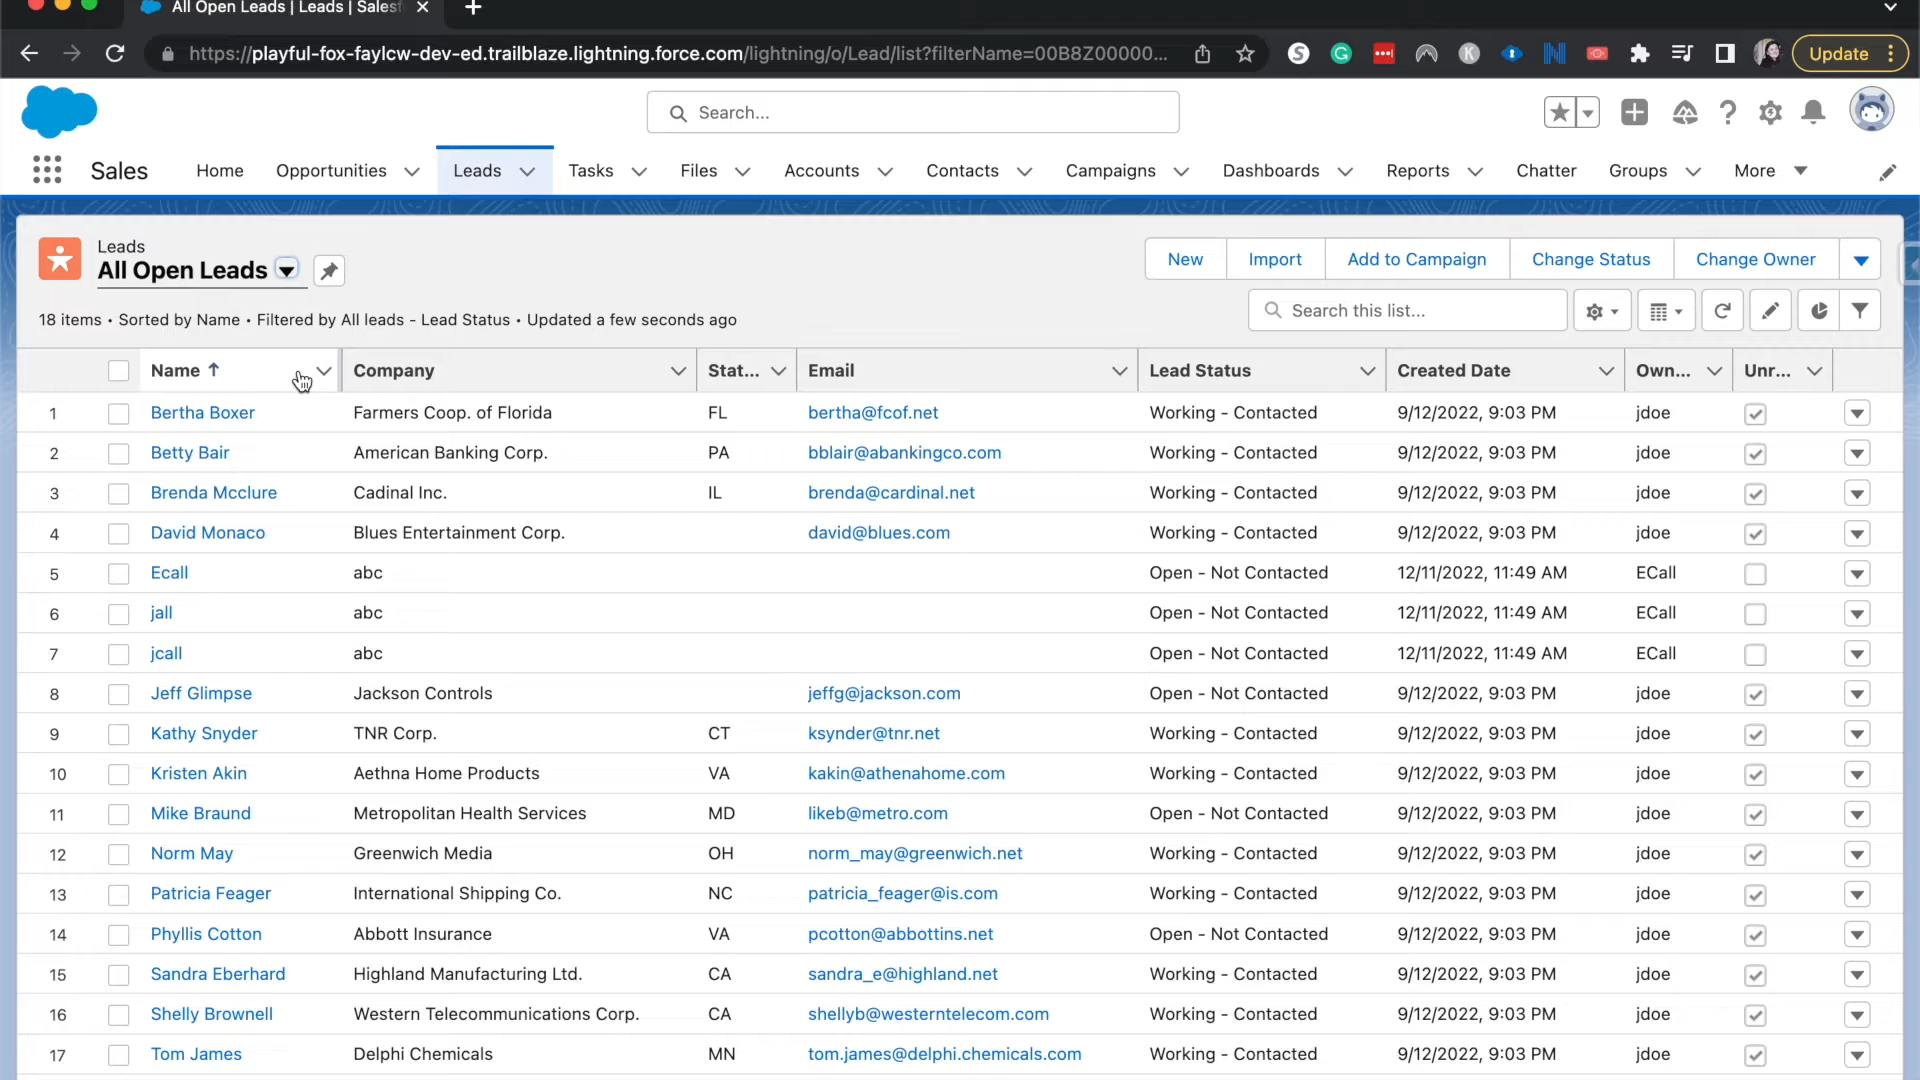 All Open Leads | Leads | Salesf
https://playful-fox-faylcw-dev-ed.trailblaze.lightning.force.com/lightning/o/Lead/list?filterName=00B8Z00000... S G K N Update
Search...
Sales Home Opportunities Leads Tasks Files Accounts Contacts Campaigns Dashboards Reports Chatter Groups More
Leads
All Open Leads
New Import Add to Campaign Change Status Change Owner
18 items • Sorted by Name • Filtered by All leads - Lead Status • Updated a few seconds ago
Search this list...
Name Company Stat... Email Lead Status Created Date Own... Unr...
1 Bertha Boxer Farmers Coop. of Florida FL bertha@fcof.net Working - Contacted 9/12/2022, 9:03 PM jdoe
2 Betty Bair American Banking Corp. PA bblair@abankingco.com Working - Contacted 9/12/2022, 9:03 PM jdoe
3 Brenda Mcclure Cadinal Inc. IL brenda@cardinal.net Working - Contacted 9/12/2022, 9:03 PM jdoe
4 David Monaco Blues Entertainment Corp. david@blues.com Working - Contacted 9/12/2022, 9:03 PM jdoe
5 Ecall abc Open - Not Contacted 12/11/2022, 11:49 AM ECall
6 jall abc Open - Not Contacted 12/11/2022, 11:49 AM ECall
7 jcall abc Open - Not Contacted 12/11/2022, 11:49 AM ECall
8 Jeff Glimpse Jackson Controls jeffg@jackson.com Open - Not Contacted 9/12/2022, 9:03 PM jdoe
9 Kathy Snyder TNR Corp. CT ksynder@tnr.net Working - Contacted 9/12/2022, 9:03 PM jdoe
10 Kristen Akin Aethna Home Products VA kakin@athenahome.com Working - Contacted 9/12/2022, 9:03 PM jdoe
11 Mike Braund Metropolitan Health Services MD likeb@metro.com Open - Not Contacted 9/12/2022, 9:03 PM jdoe
12 Norm May Greenwich Media OH norm_may@greenwich.net Working - Contacted 9/12/2022, 9:03 PM jdoe
13 Patricia Feager International Shipping Co. NC patricia_feager@is.com Working - Contacted 9/12/2022, 9:03 PM jdoe
14 Phyllis Cotton Abbott Insurance VA pcotton@abbottins.net Open - Not Contacted 9/12/2022, 9:03 PM jdoe
15 Sandra Eberhard Highland Manufacturing Ltd. CA sandra_e@highland.net Working - Contacted 9/12/2022, 9:03 PM jdoe
16 Shelly Brownell Western Telecommunications Corp. CA shellyb@westerntelecom.com Working - Contacted 9/12/2022, 9:03 PM jdoe
17 Tom James Delphi Chemicals MN tom.james@delphi.chemicals.com Working - Contacted 9/12/2022, 9:03 PM jdoe